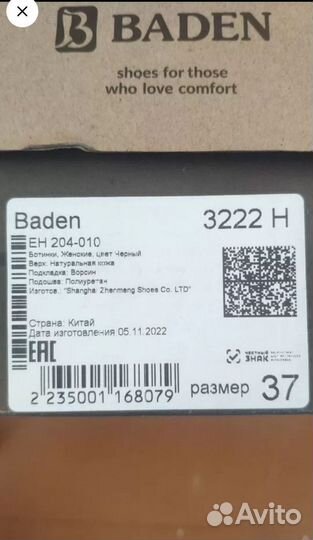 B BADEN
shoes for those
who love comfort
Baden 3222 H
EH 204-010
Ботинки, Женские, цвет Черный
Верх: Натуральная кожа
Подкладка: Ворсин
Подошва: Полиуретан
Изготов. "Shangha Zhenmeng Shoes Co. LTD"
Страна: Китай
Дата изготовления 05.11.2022
EAC
ЧЕСТНЫЙ
ЗНАК
2 235001 168079
размер 37
Avito